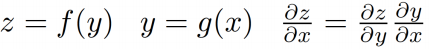 z = f(y) y = g(x) ∂z/∂x = ∂z/∂y ∂y/∂x